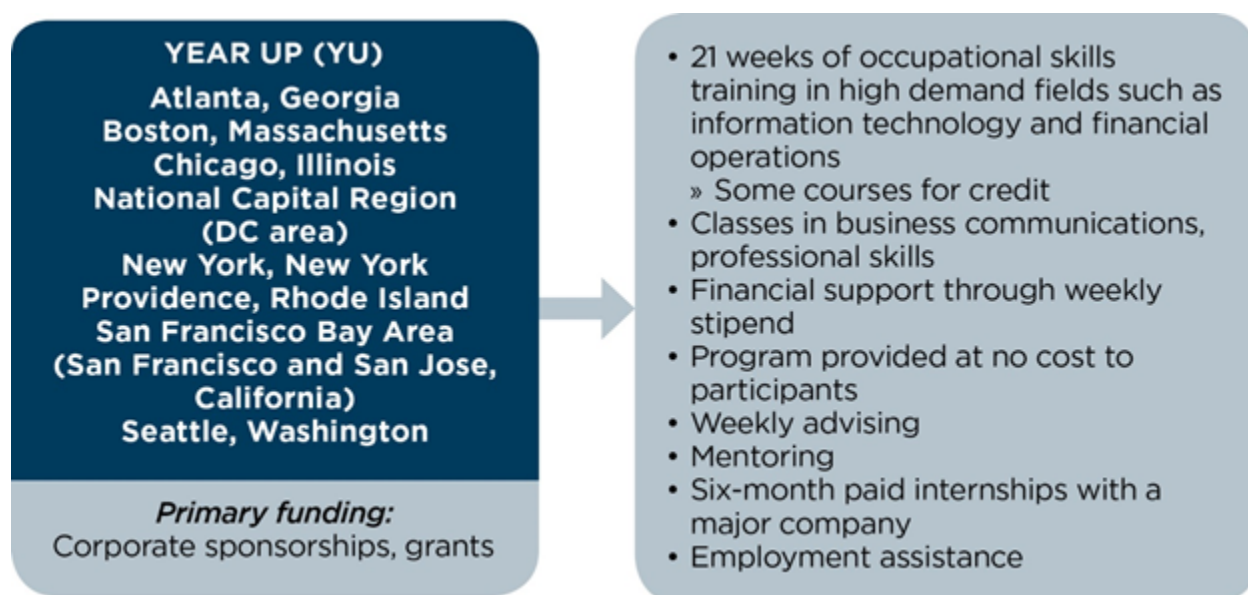 YEAR UP (YU)
Atlanta, Georgia
Boston, Massachusetts
Chicago, Illinois
National Capital Region
(DC area)
New York, New York
Providence, Rhode Island
San Francisco Bay Area
(San Francisco and San Jose,
California)
Seattle, Washington
Primary funding:
Corporate sponsorships, grants
• 21 weeks of occupational skills
training in high demand fields such as
information technology and financial
operations
» Some courses for credit
• Classes in business communications,
professional skills
• Financial support through weekly
stipend
• Program provided at no cost to
participants
• Weekly advising
• Mentoring
• Six-month paid internships with a
major company
• Employment assistance